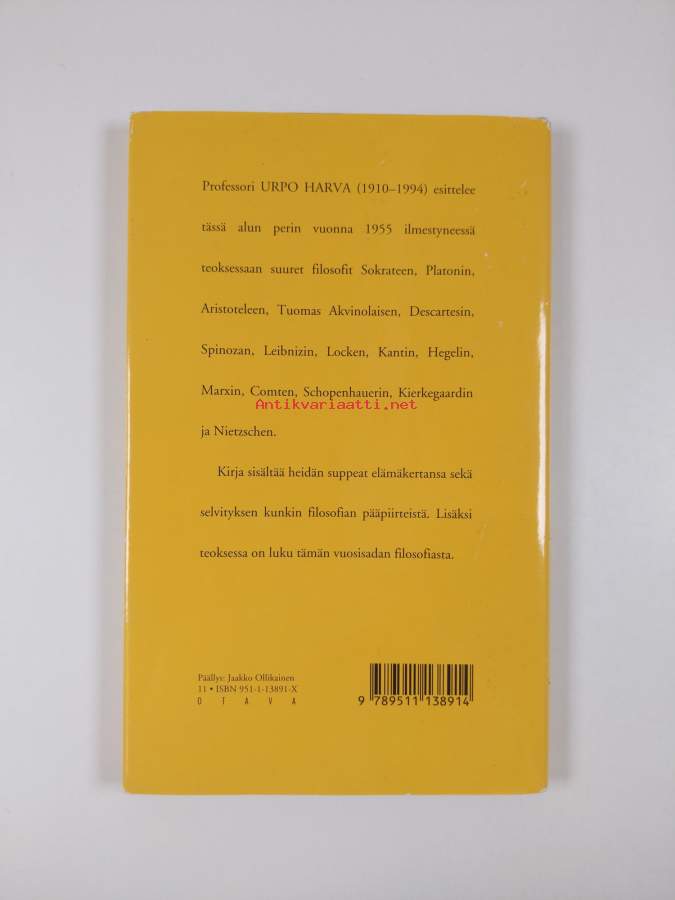 Professori URPO HARVA (1910–1994) esittelee
tässä alun perin vuonna 1955 ilmestyneessä
teoksessaan suuret filosofit Sokrateen, Platonin,
Aristoteleen, Tuomas Akvinolaisen, Descartesin,
Spinozan, Leibnizin, Locken, Kantin, Hegelin,
Marxin, Comten, Schopenhauerin, Kierkegaardin
Antikvariaatti.net
ja Nietzschen.
Kirja sisältää heidän suppeat elämäkertansa sekä
selvityksen kunkin filosofian pääpiirteistä. Lisäksi
teoksessa on luku tämän vuosisadan filosofiasta.
Päällys: Jaakko Ollikainen
11 • ISBN 951-1-13891-X
OTAVA
9 789511 138914